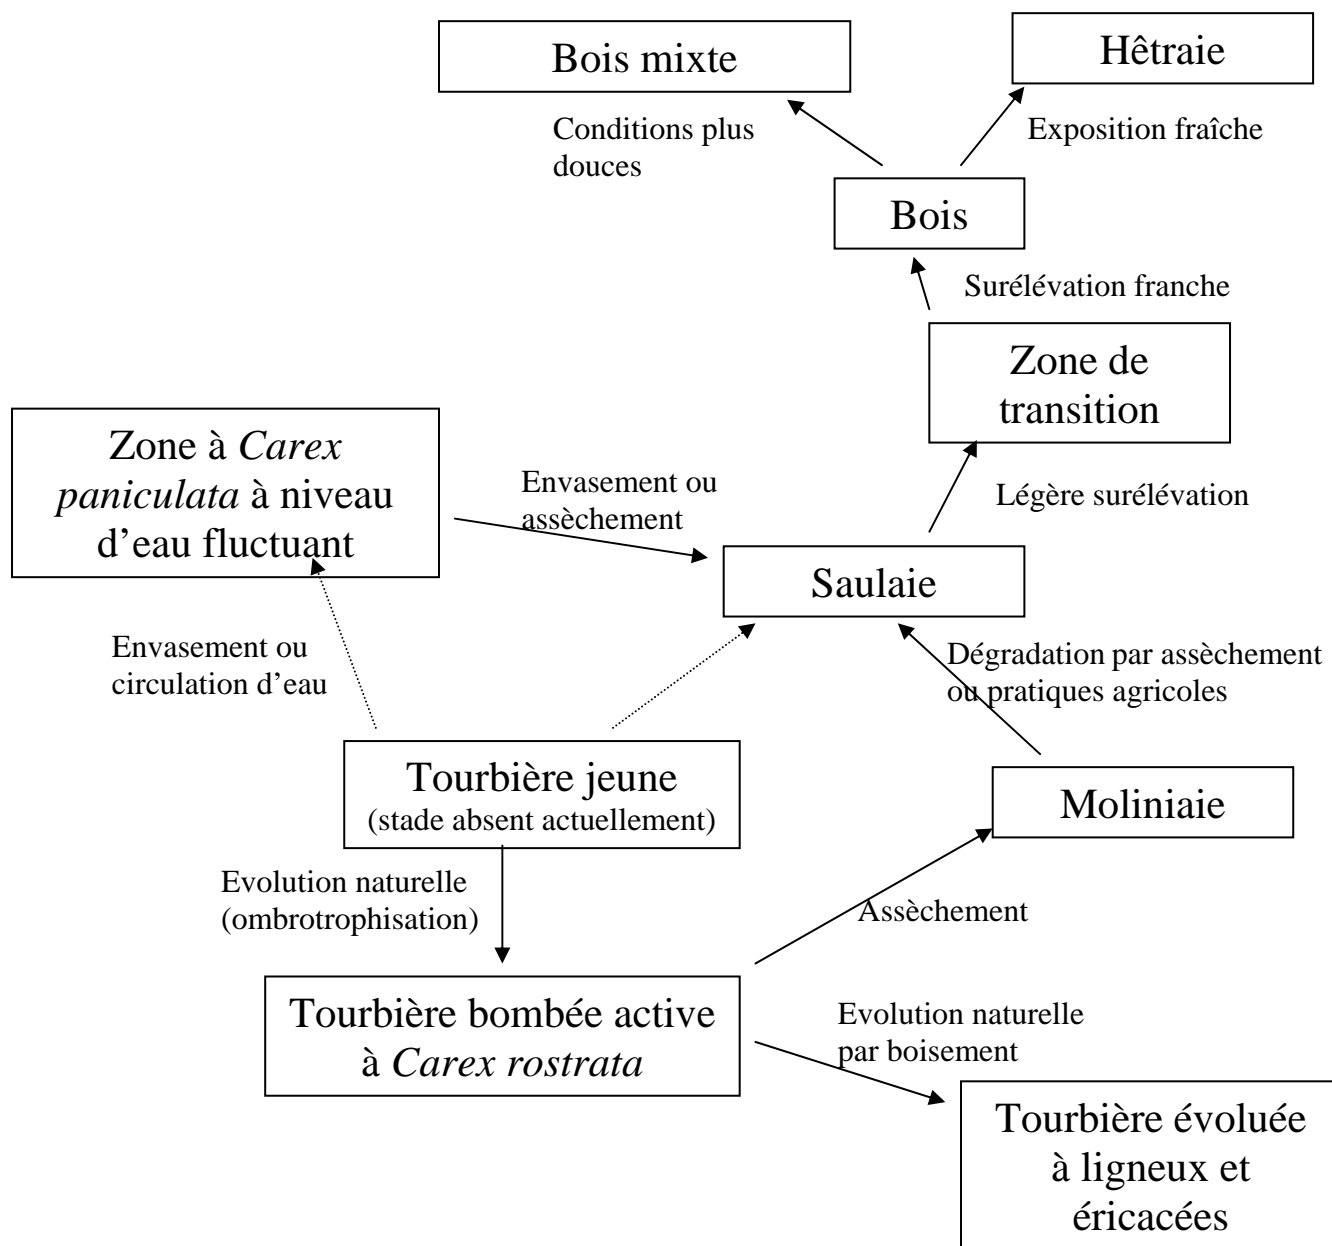 Bois mixte
Hêtraie
Conditions plus
douces
Exposition fraîche
Bois
Surélévation franche
Zone de
transition
Zone à Carex
paniculata à niveau
d’eau fluctuant
Envasement ou
assèchement
Légère surélévation
Saulaie
Envasement ou
circulation d’eau
Dégradation par assèchement
ou pratiques agricoles
Tourbière jeune
(stade absent actuellement)
Moliniaie
Evolution naturelle
(ombrotrophisation)
Assèchement
Tourbière bombée active
à Carex rostrata
Evolution naturelle
par boisement
Tourbière évoluée
à ligneux et
éricacées